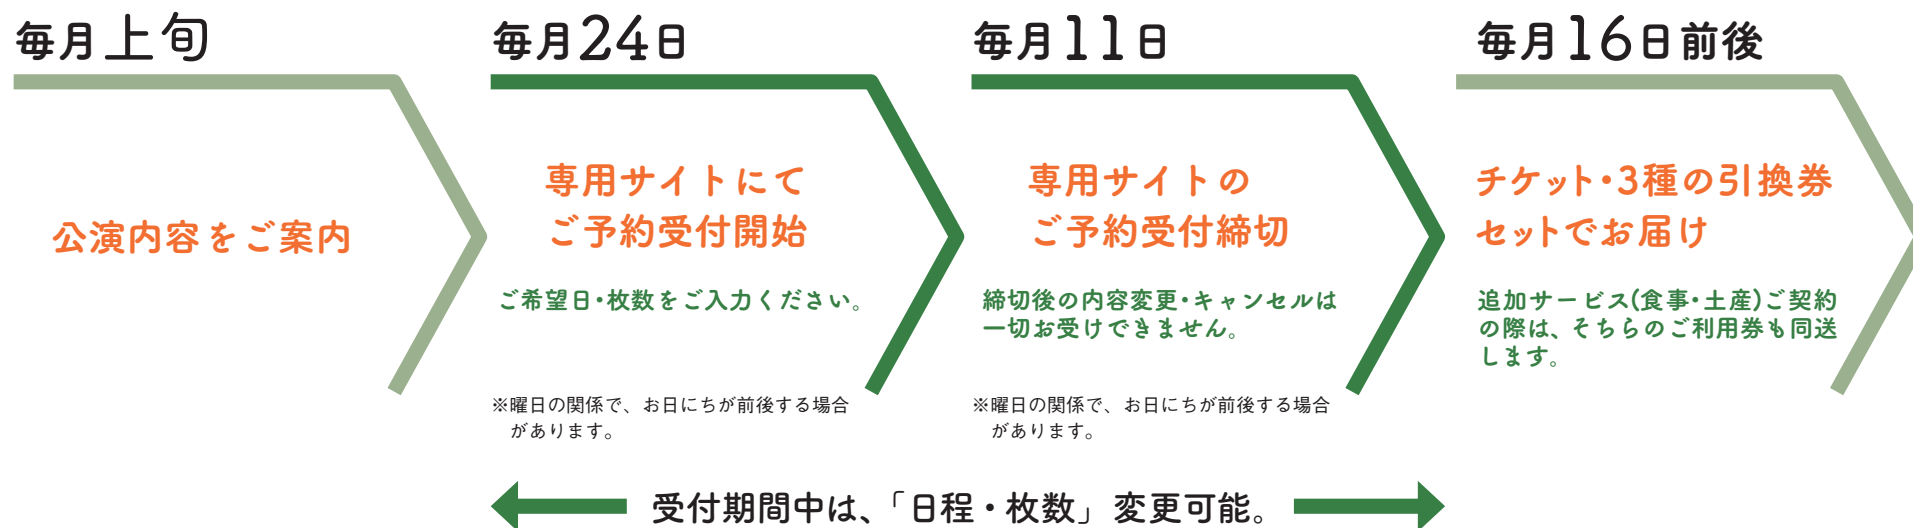 毎月上旬
公演内容をご案内
毎月24日
専用サイトにて
ご予約受付開始
ご希望日・枚数をご入力ください。
※曜日の関係で、お日にちが前後する場合
があります。
毎月11日
専用サイトの
ご予約受付締切
締切後の内容変更・キャンセルは
一切お受けできません。
※曜日の関係で、お日にちが前後する場合
があります。
毎月16日前後
チケット・3種の引換券
セットでお届け
追加サービス(食事・土産)ご契約
の際は、そちらのご利用券も同送
します。
受付期間中は、「日程・枚数」変更可能。